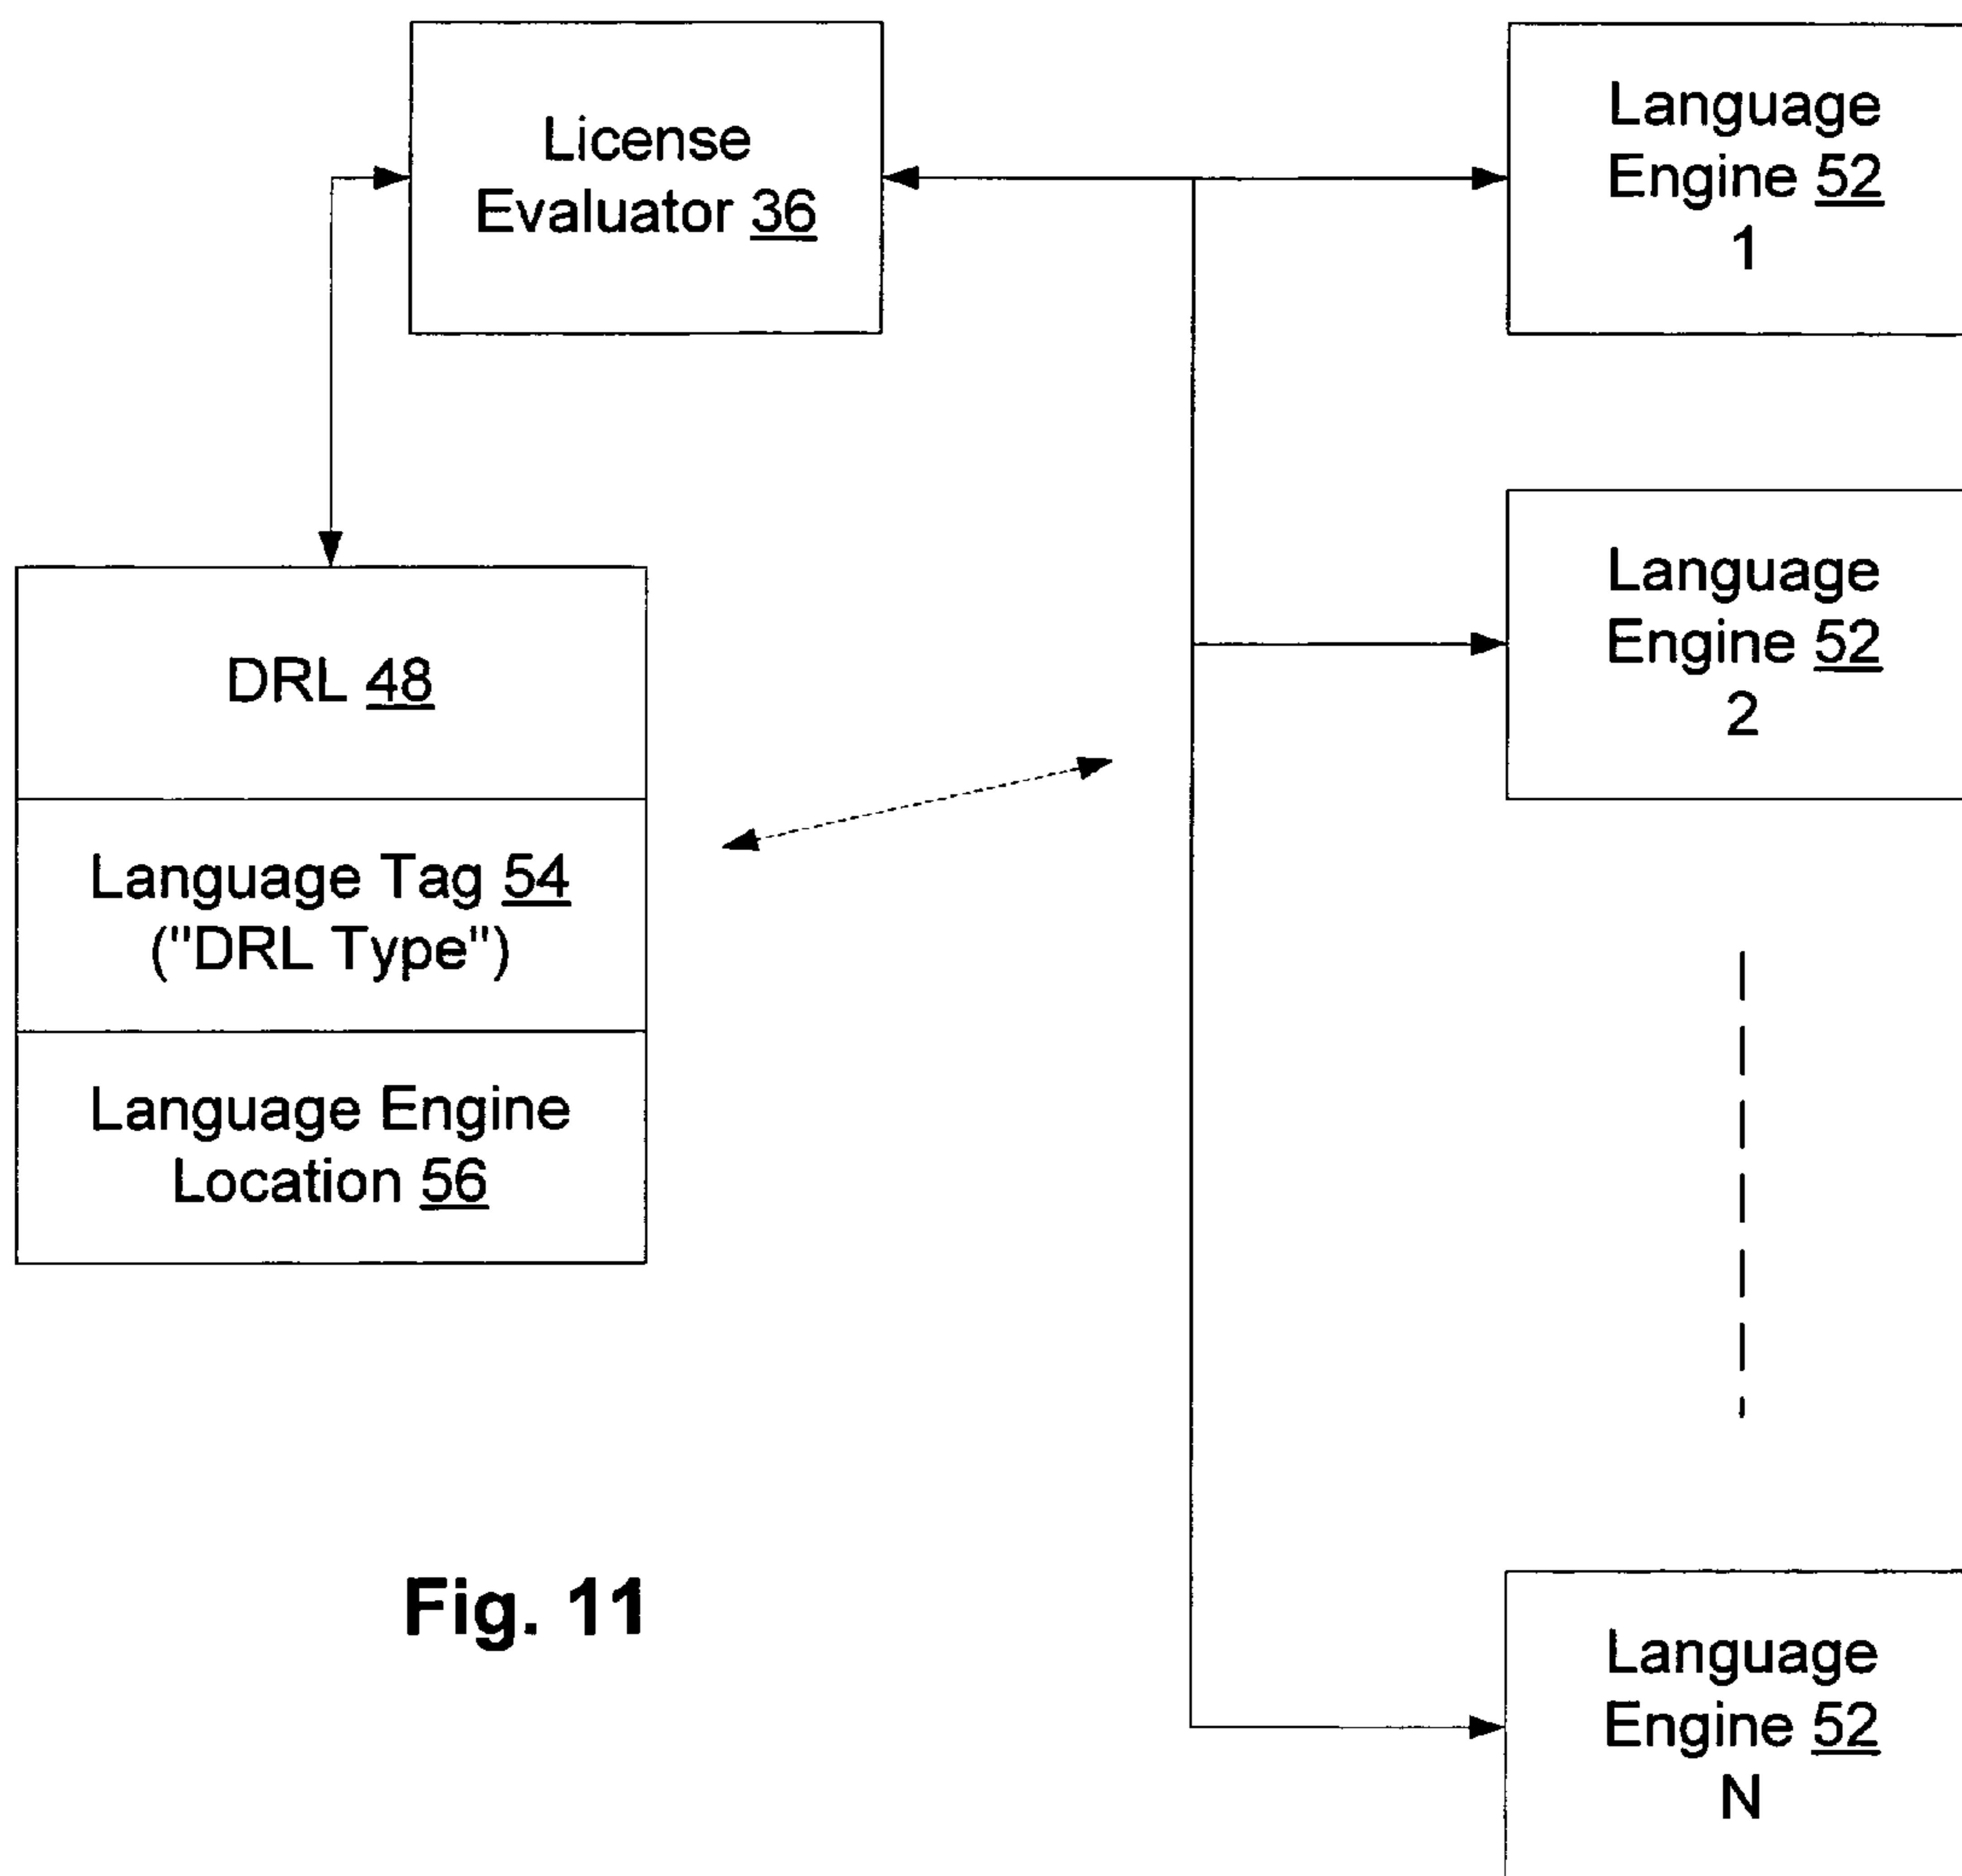 License
Evaluator 36
Language
Engine 52
1
Language
Engine 52
2
DRL 48
Language Tag 54
("DRL Type")
Language Engine
Location 56
Fig. 11
Language
Engine 52
N